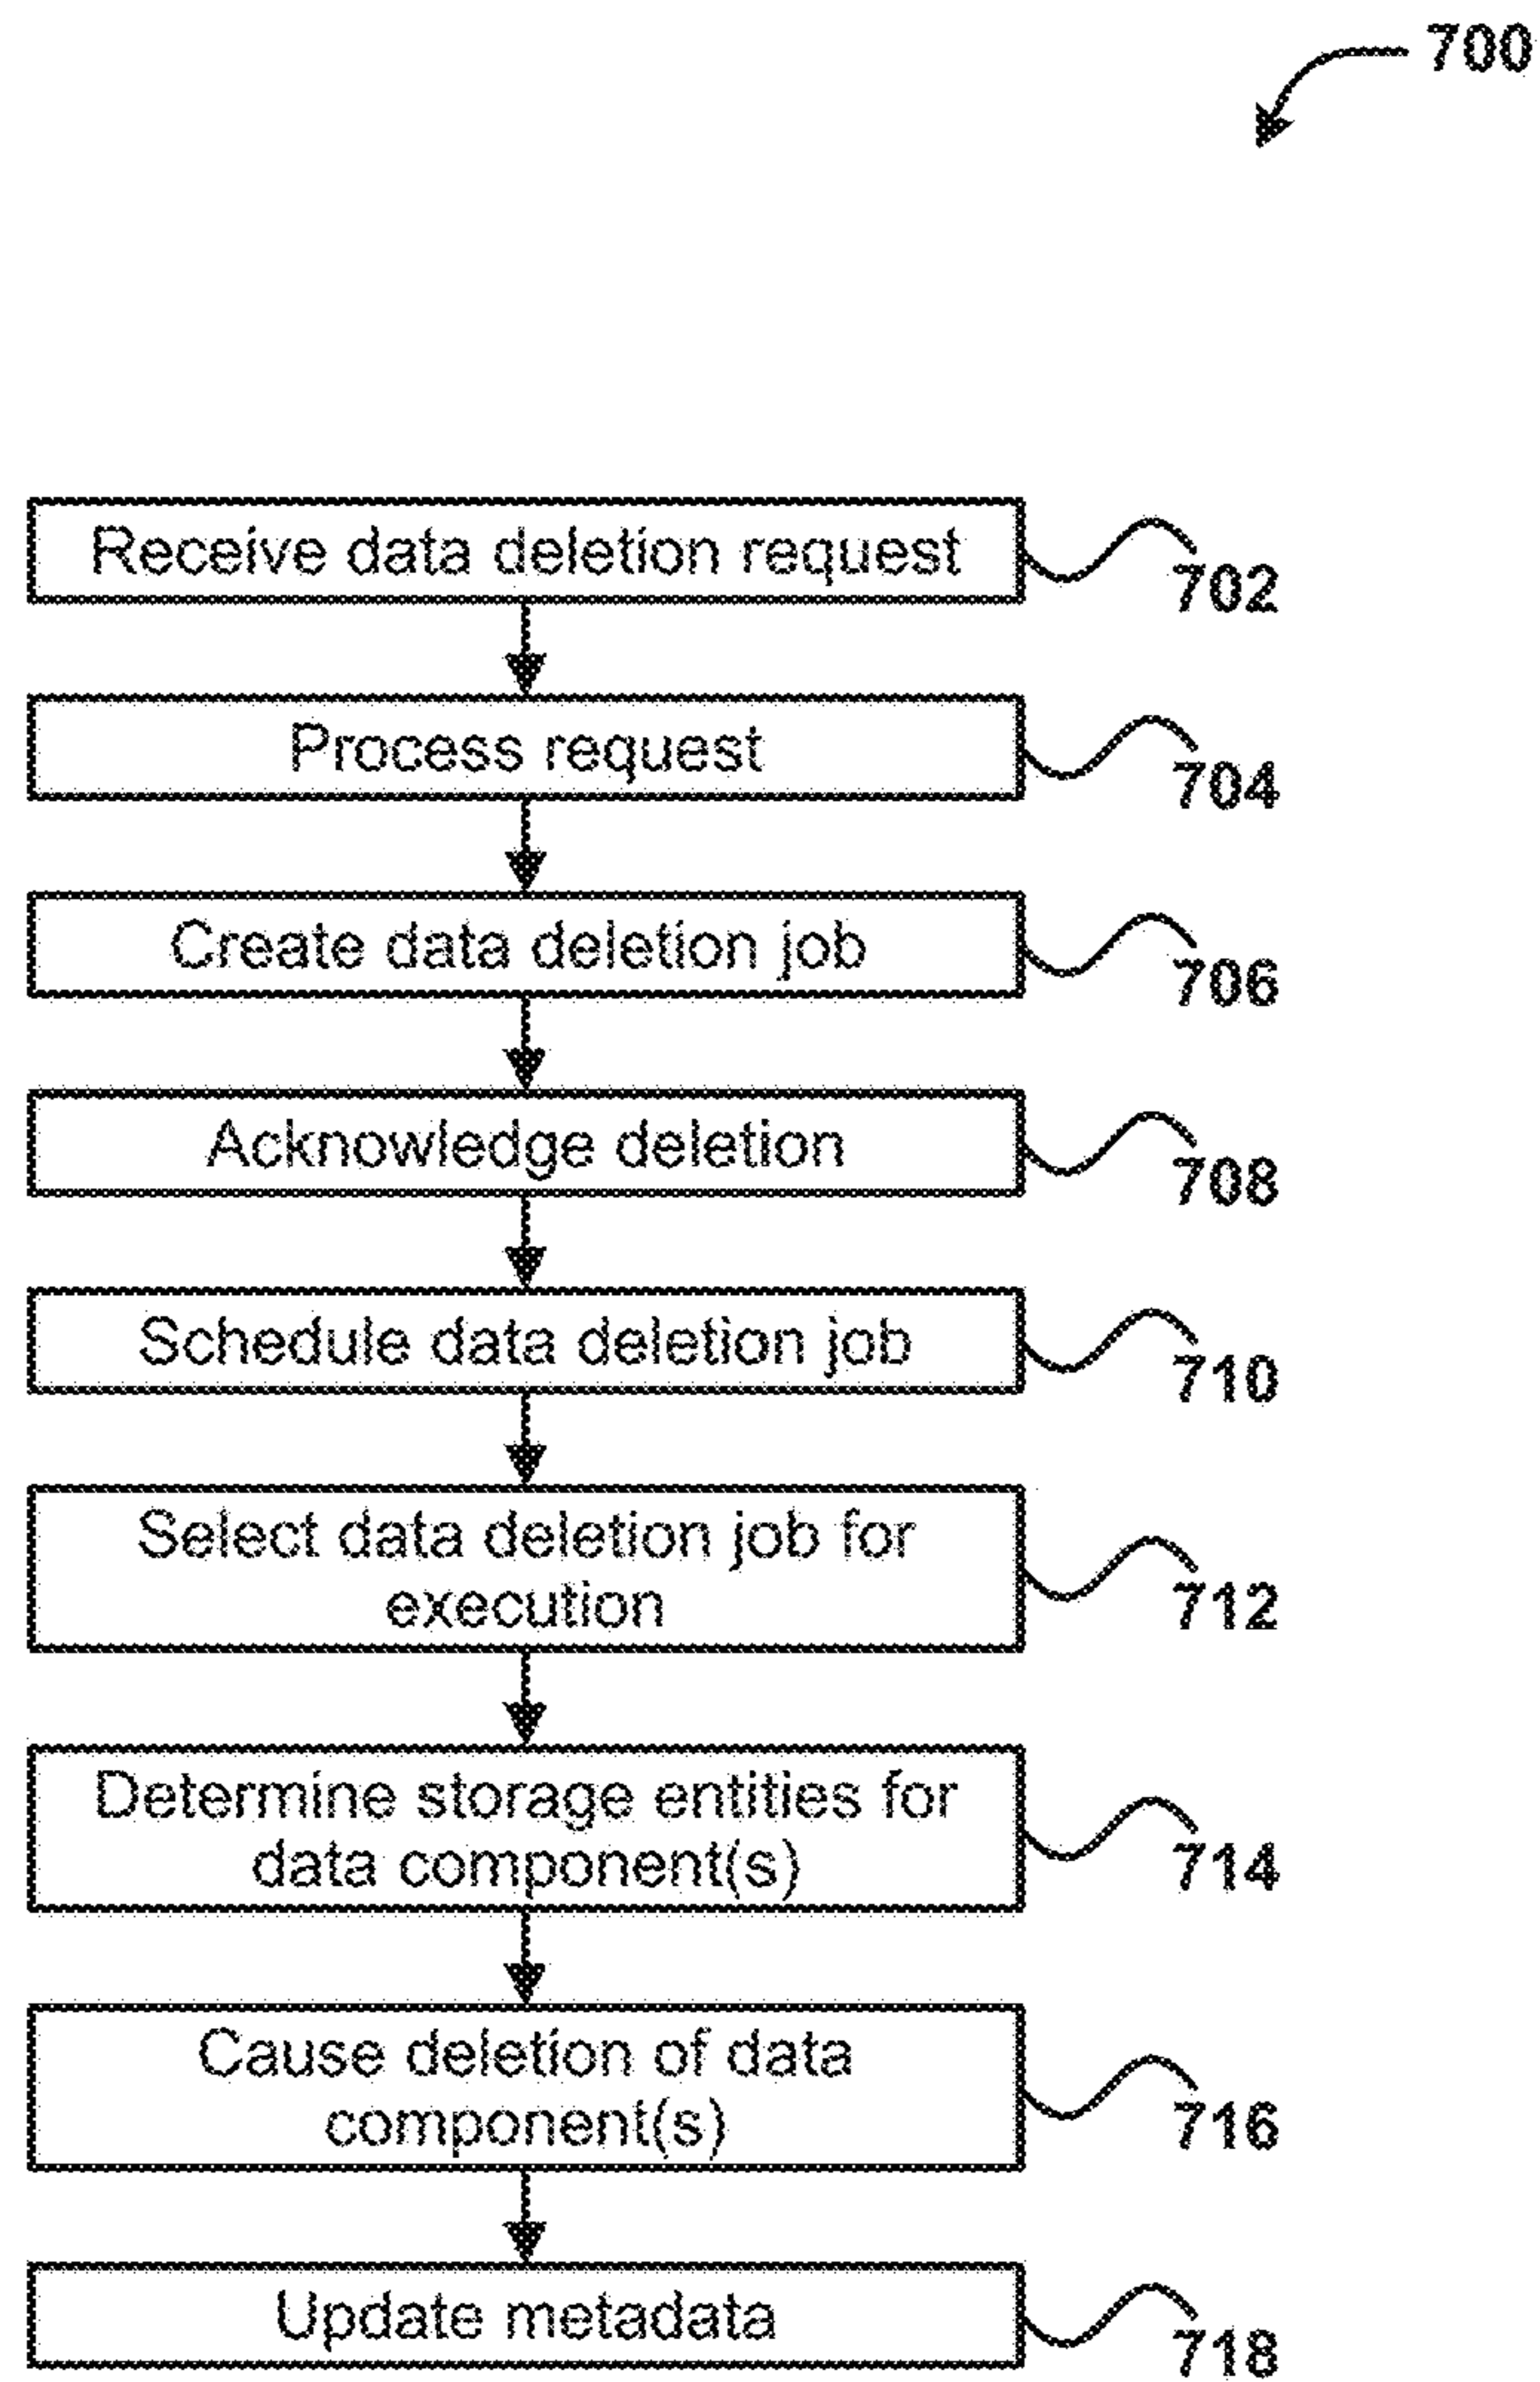 700
Receive data deletion request
702
Process request
704
Create data deletion job
706
Acknowledge deletion
708
Schedule data deletion job
710
Select data deletion job for
execution
712
Determine storage entities for
data component(s)
714
Cause deletion of data
component(s)
716
Update metadata
718